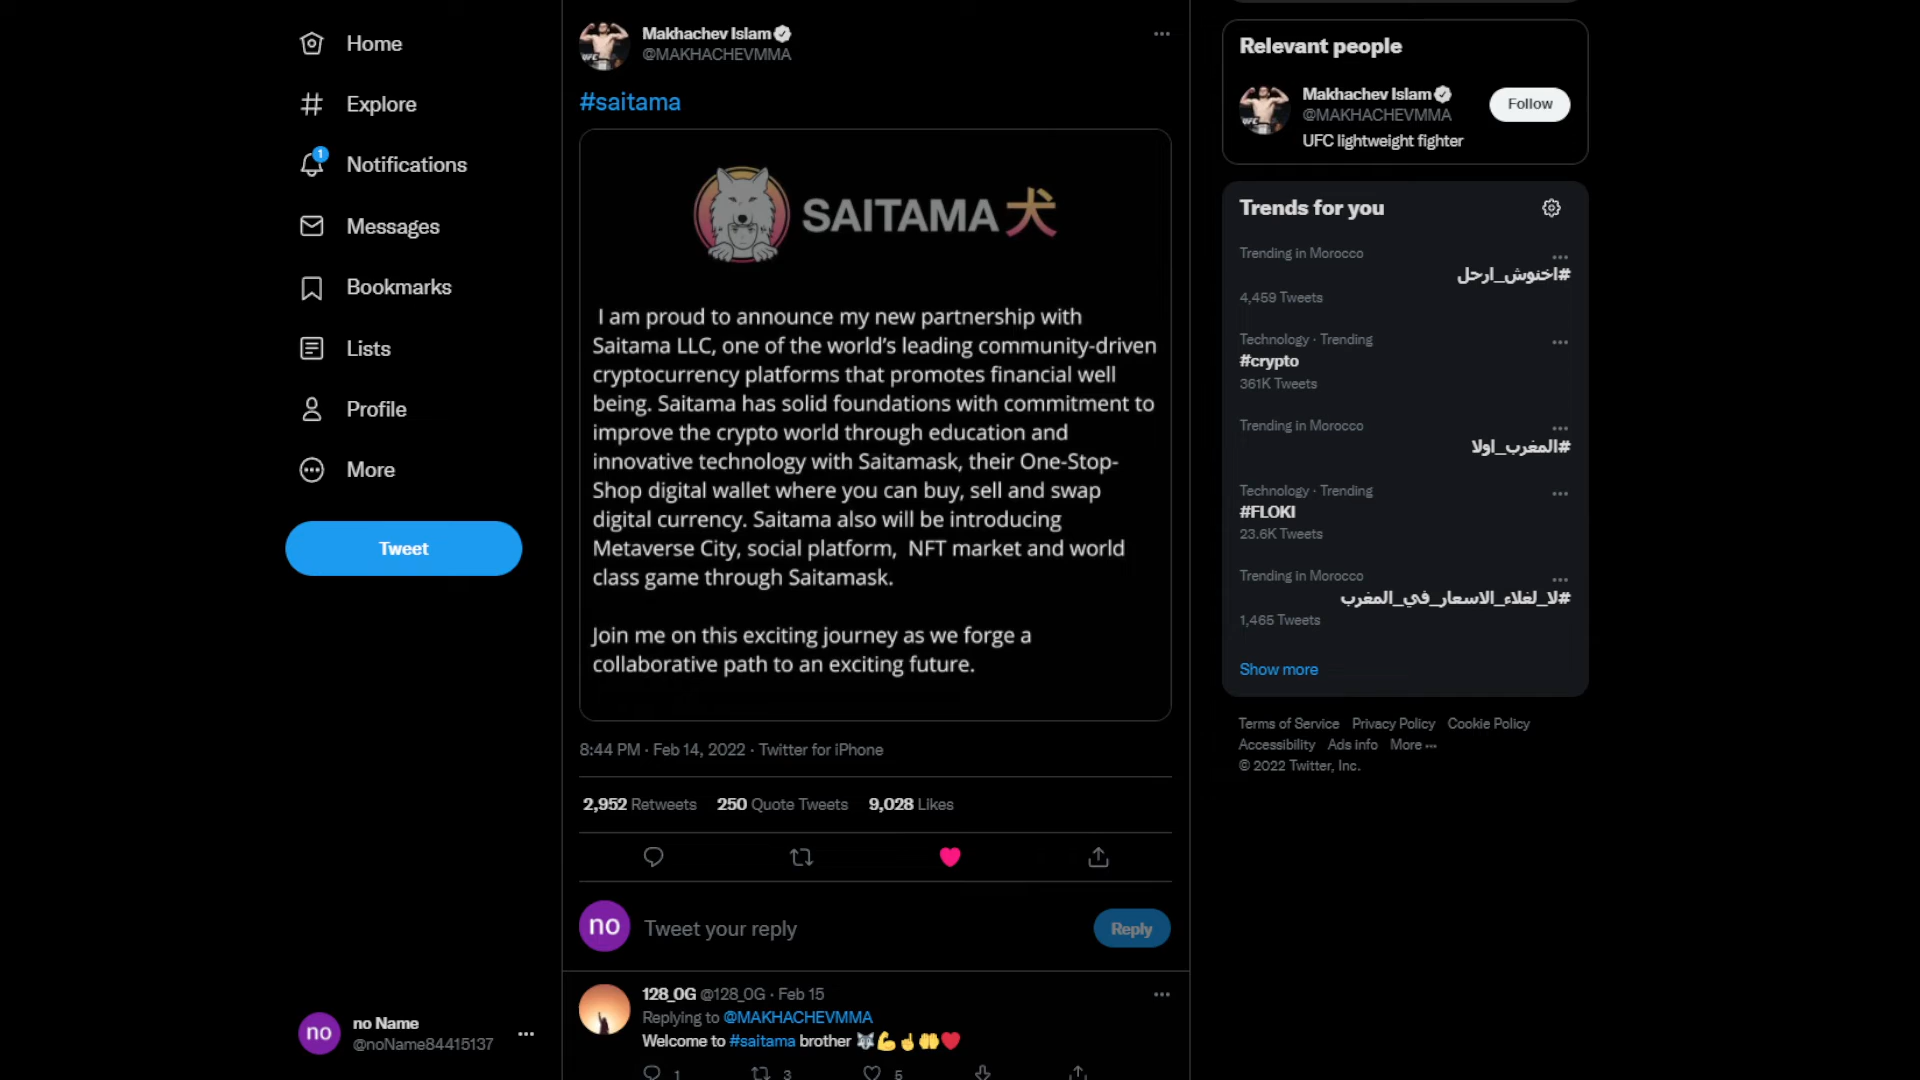 Home
Explore
1
Notifications
Messages
Bookmarks
Lists
Profile
More
Tweet
no
no Name
@noName84415137
Makhachev Islam
@MAKHACHEVMMA
#saitama
SAITAMA 犬
I am proud to announce my new partnership with
Saitama LLC, one of the world's leading community-driven
cryptocurrency platforms that promotes financial well
being. Saitama has solid foundations with commitment to
improve the crypto world through education and
innovative technology with Saitamask, their One-Stop-
Shop digital wallet where you can buy, sell and swap
digital currency. Saitama also will be introducing
Metaverse City, social platform, NFT market and world
class game through Saitamask.
Join me on this exciting journey as we forge a
collaborative path to an exciting future.
8:44 PM · Feb 14, 2022 · Twitter for iPhone
2,952 Retweets 250 Quote Tweets 9,028 Likes
no
Tweet your reply
Reply
128_0G @128_0G · Feb 15
Replying to @MAKHACHEVMMA
Welcome to #saitama brother 🐺💪☝🤲❤
1 3 5
Relevant people
Makhachev Islam
@MAKHACHEVMMA
Follow
UFC lightweight fighter
Trends for you
Trending in Morocco
#اخنوش_ارحل
4,459 Tweets
Technology · Trending
#crypto
361K Tweets
Trending in Morocco
#المغرب_اولا
Technology · Trending
#FLOKI
23.6K Tweets
Trending in Morocco
#لا_لغلاء_الاسعار_في_المغرب
1,465 Tweets
Show more
Terms of Service Privacy Policy Cookie Policy
Accessibility Ads info More ···
© 2022 Twitter, Inc.